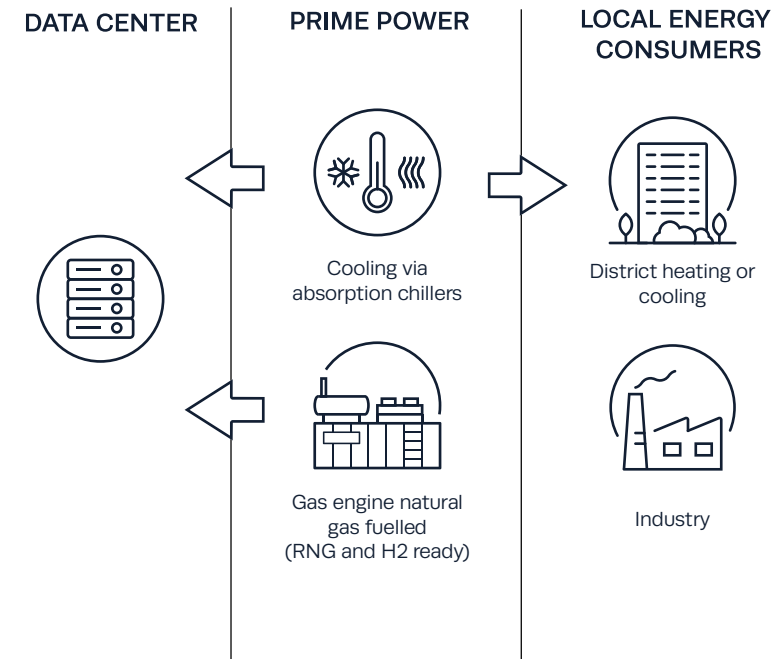 DATA CENTER
PRIME POWER
LOCAL ENERGY
CONSUMERS
Cooling via
absorption chillers
District heating or
cooling
Gas engine natural
gas fuelled
(RNG and H2 ready)
Industry